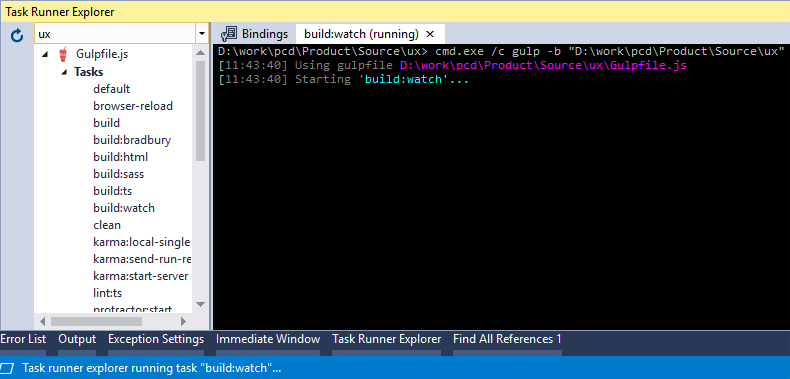 Task Runner Explorer
ux
Gulpfile.js
Tasks
default
browser-reload
build
build:bradbury
build:html
build:sass
build:ts
build:watch
clean
karma:local-single
karma:send-run-re
karma:start-server
lint:ts
protractor:start
Bindings build:watch (running)
D:\work\pcd\Product\Source\ux> cmd.exe /c gulp -b "D:\work\pcd\Product\Source\ux"
[11:43:40] Using gulpfile D:\work\pcd\Product\Source\ux\Gulpfile.js
[11:43:40] Starting 'build:watch'...
Error List Output Exception Settings Immediate Window Task Runner Explorer Find All References 1
Task runner explorer running task "build:watch"...